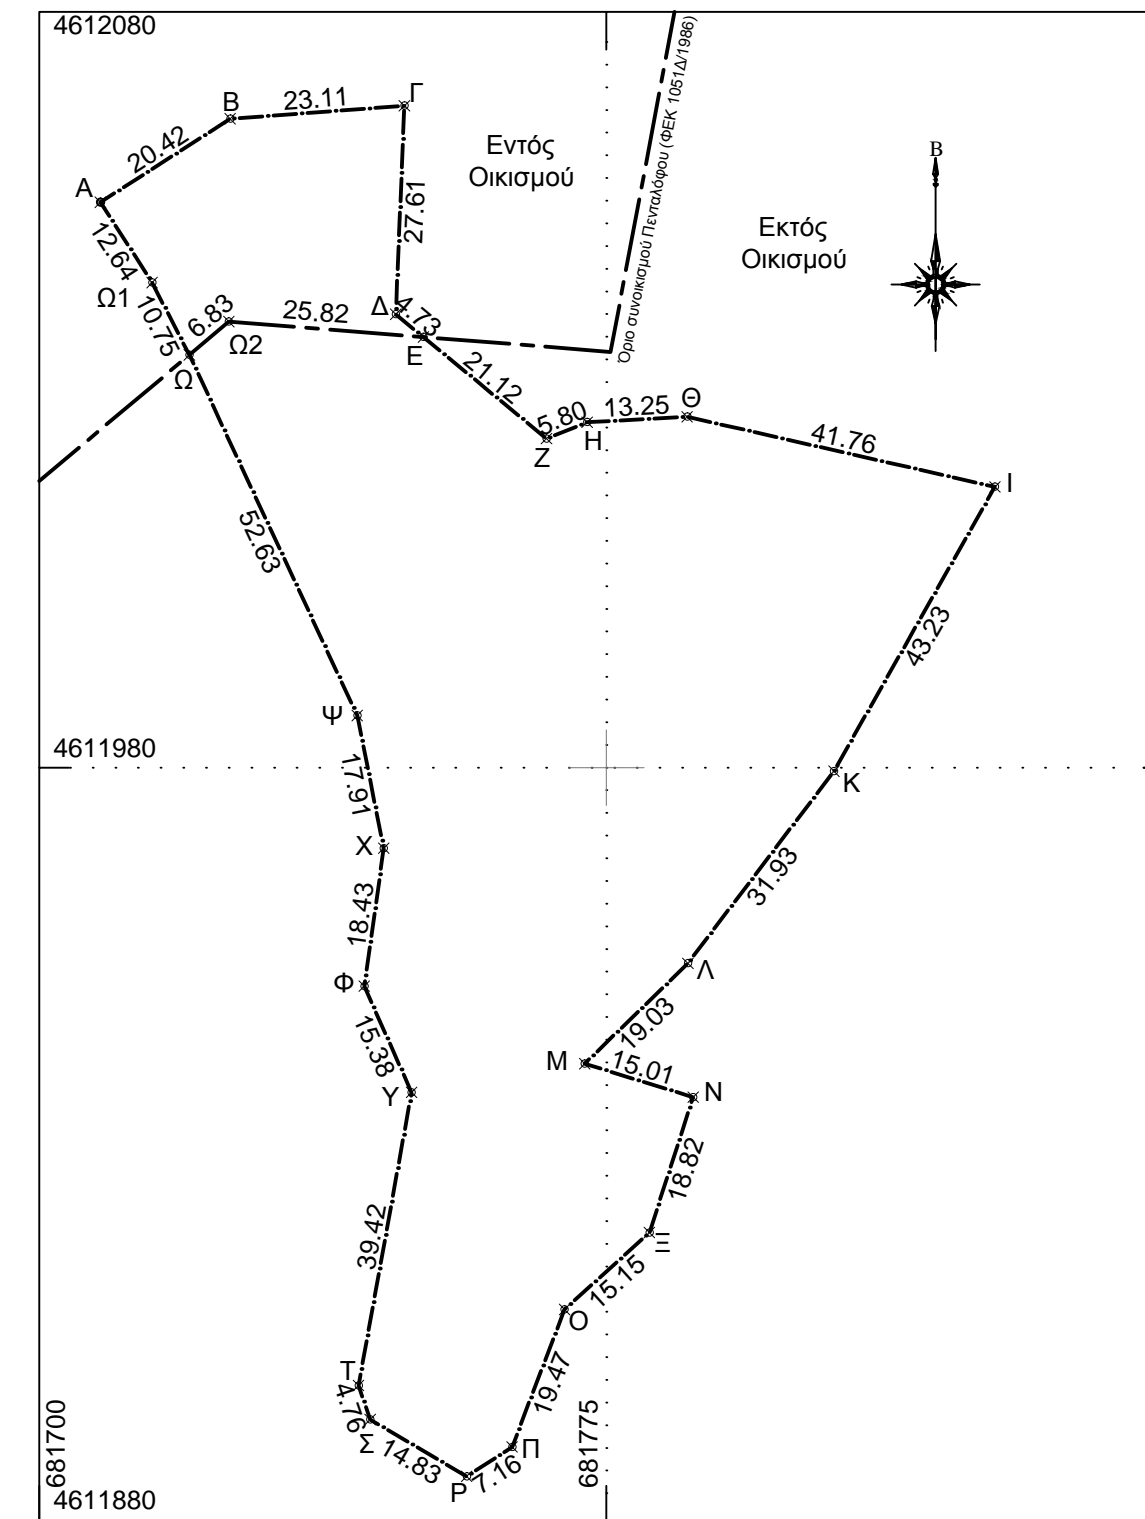 4612080
Β
23.11
Γ
20.42
Εντός
Οικισμού
Όριο συνοικισμού Πενταλόφου (ΦΕΚ 1051Δ/1986)
Β
Α
27.61
Εκτός
Οικισμού
12.64
Ω1
10.75
6.83
Ω2
25.82
Δ
4.73
Ε
Ω
21.12
5.80
Η
13.25
Θ
Ζ
41.76
Ι
52.63
43.23
Ψ
4611980
17.91
Κ
Χ
31.93
18.43
Λ
Φ
19.03
15.38
Μ
15.01
Ν
Υ
18.82
39.42
Ξ
15.15
Ο
Τ
19.47
4.76
Σ
14.83
Π
7.16
Ρ
681700
681775
4611880